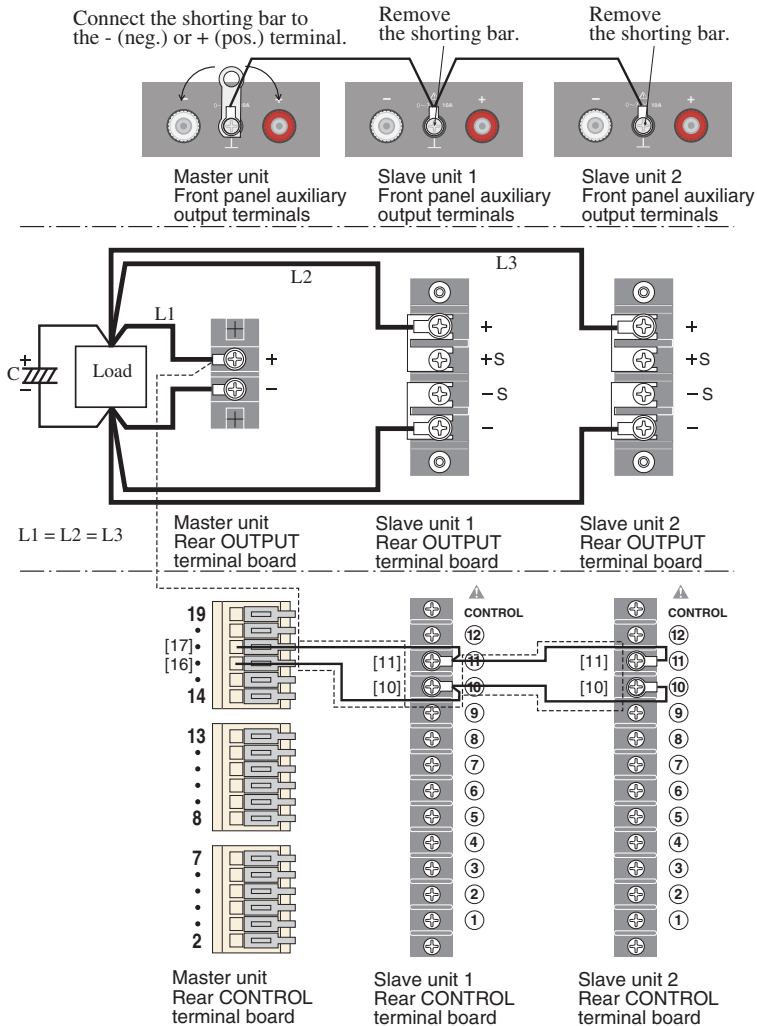 Connect the shorting bar to
the - (neg.) or + (pos.) terminal.
Remove
the shorting bar.
Remove
the shorting bar.
− 0~ 10A +
− +
− 0~ 10A +
Master unit
Front panel auxiliary
output terminals
Slave unit 1
Front panel auxiliary
output terminals
Slave unit 2
Front panel auxiliary
output terminals
L1
L2
L3
C
+
−
Load
+
−
+
+S
−S
−
+
+S
−S
−
L1 = L2 = L3
Master unit
Rear OUTPUT
terminal board
Slave unit 1
Rear OUTPUT
terminal board
Slave unit 2
Rear OUTPUT
terminal board
19
[17]
[16]
14
13
8
7
2
CONTROL
12
[11] 11
[10] 10
9
8
7
6
5
4
3
2
1
CONTROL
12
[11] 11
[10] 10
9
8
7
6
5
4
3
2
1
Master unit
Rear CONTROL
terminal board
Slave unit 1
Rear CONTROL
terminal board
Slave unit 2
Rear CONTROL
terminal board